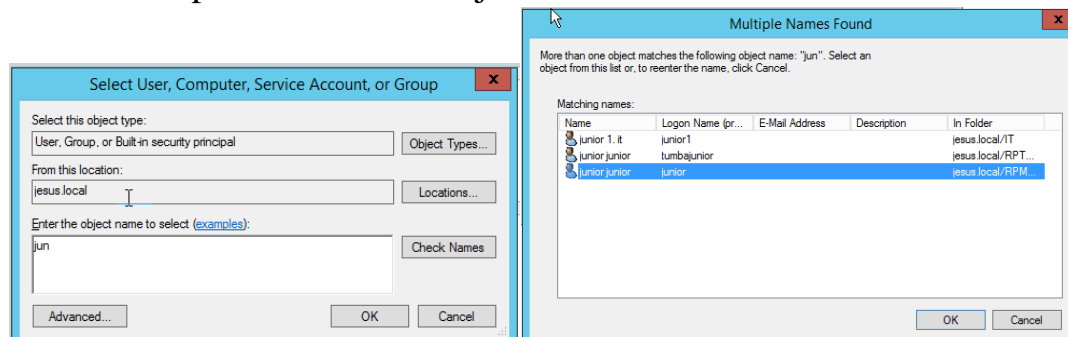 Select User, Computer, Service Account, or Group
x
Select this object type:
User, Group, or Built-in security principal
Object Types...
From this location:
jesus.local
Locations...
Enter the object name to select (examples):
jun
Check Names
Advanced...
OK
Cancel
Multiple Names Found
x
More than one object matches the following object name: "jun". Select an
object from this list or, to reenter the name, click Cancel.
Matching names:
Name Logon Name (pr... E-Mail Address Description In Folder
junior 1. it junior1 jesus.local/IT
junior junior tumbajunior jesus.local/RPT...
junior junior junior jesus.local/RPM...
OK
Cancel